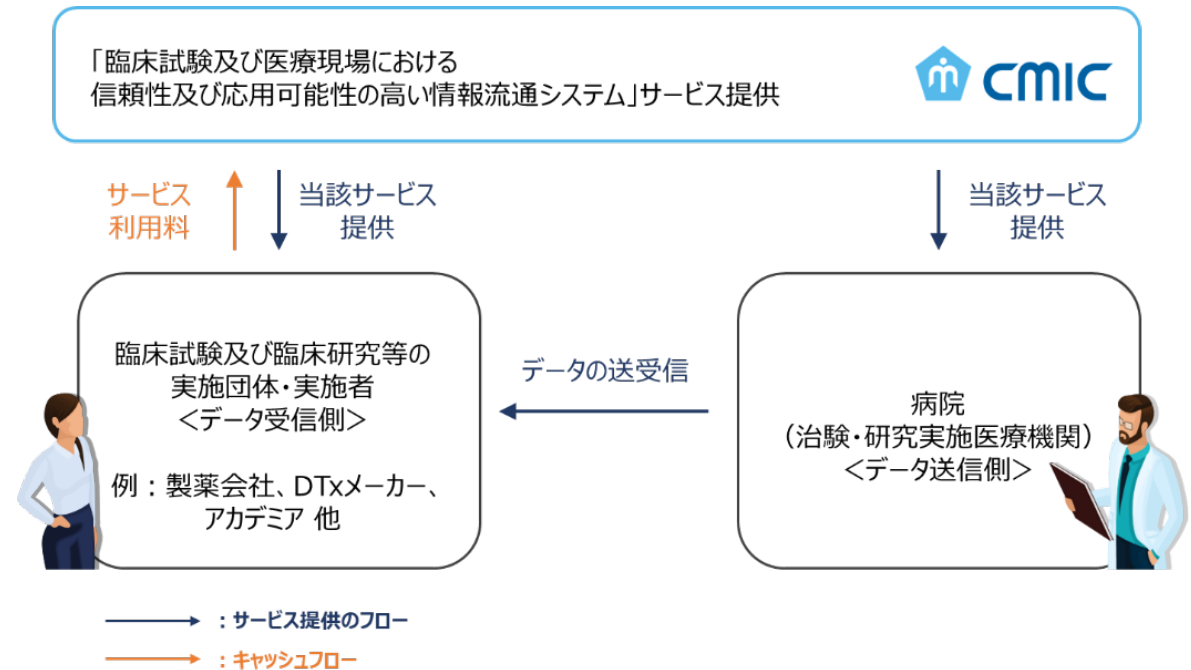 「臨床試験及び医療現場における
信頼性及び応用可能性の高い情報流通システム」サービス提供
CMIC
サービス
利用料
当該サービス
提供
当該サービス
提供
臨床試験及び臨床研究等の
実施団体・実施者
<データ受信側>
例：製薬会社、DTxメーカー、
アカデミア 他
データの送受信
病院
（治験・研究実施医療機関）
<データ送信側>
：サービス提供のフロー
：キャッシュフロー